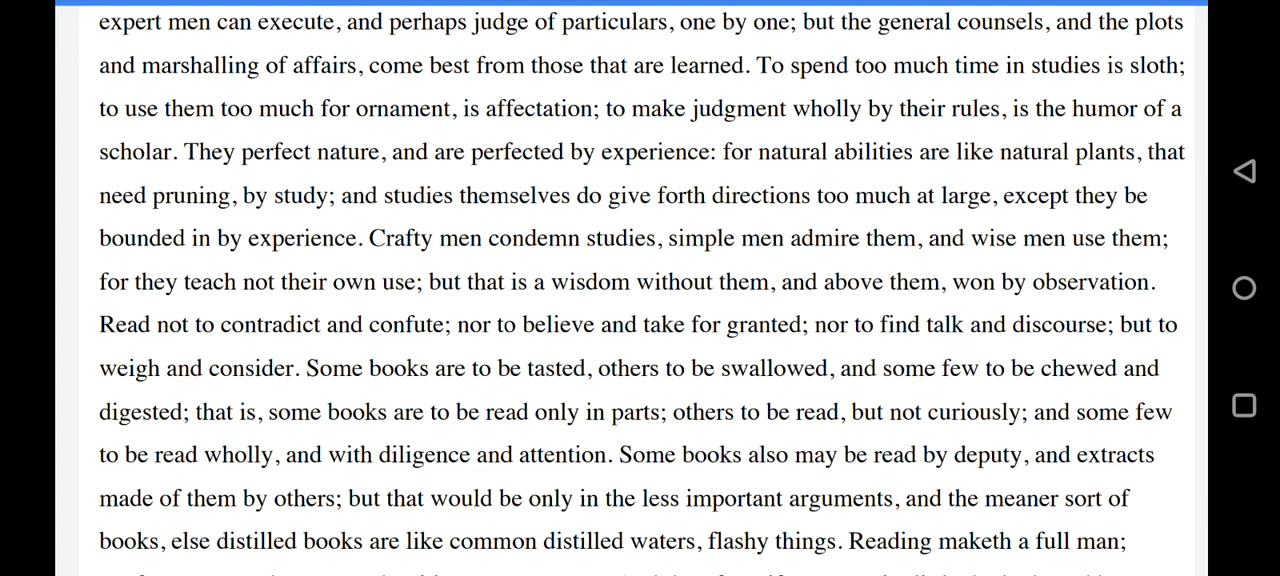 expert men can execute, and perhaps judge of particulars, one by one; but the general counsels, and the plots
and marshalling of affairs, come best from those that are learned. To spend too much time in studies is sloth;
to use them too much for ornament, is affectation; to make judgment wholly by their rules, is the humor of a
scholar. They perfect nature, and are perfected by experience: for natural abilities are like natural plants, that
need pruning, by study; and studies themselves do give forth directions too much at large, except they be
bounded in by experience. Crafty men condemn studies, simple men admire them, and wise men use them;
for they teach not their own use; but that is a wisdom without them, and above them, won by observation.
Read not to contradict and confute; nor to believe and take for granted; nor to find talk and discourse; but to
weigh and consider. Some books are to be tasted, others to be swallowed, and some few to be chewed and
digested; that is, some books are to be read only in parts; others to be read, but not curiously; and some few
to be read wholly, and with diligence and attention. Some books also may be read by deputy, and extracts
made of them by others; but that would be only in the less important arguments, and the meaner sort of
books, else distilled books are like common distilled waters, flashy things. Reading maketh a full man;